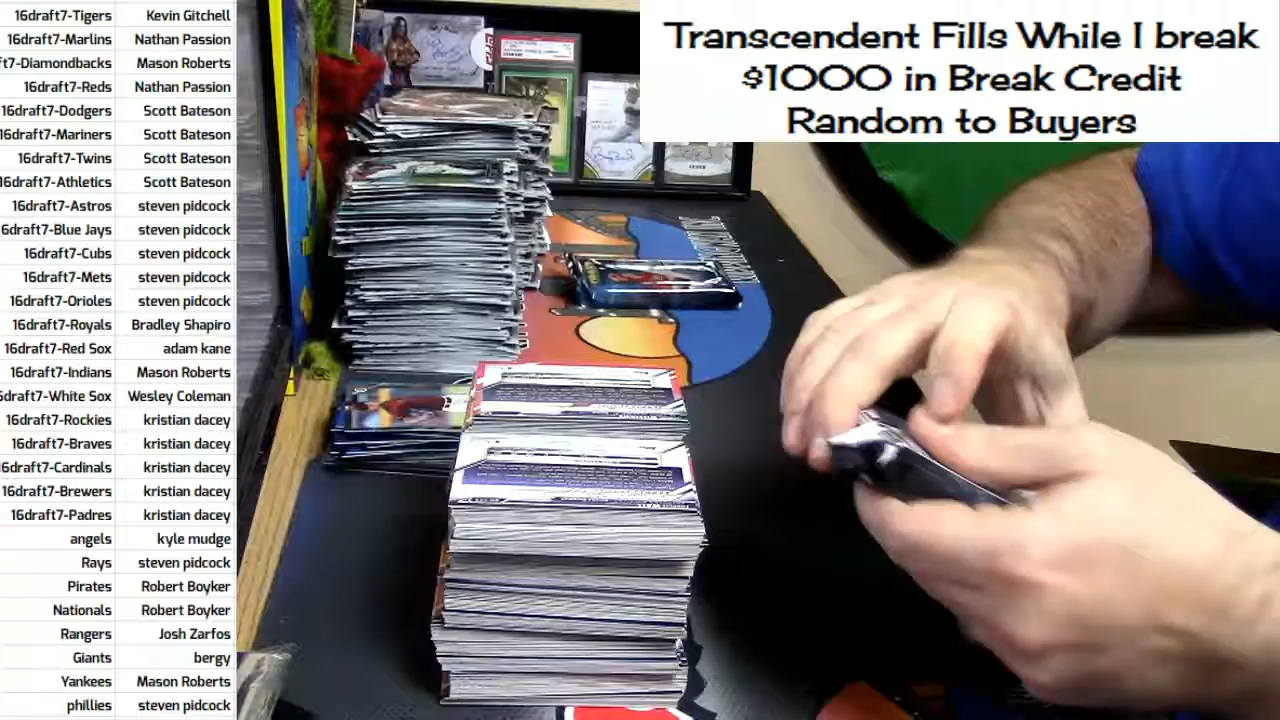 Transcendent Fills While I break
$1000 in Break Credit
Random to Buyers
16draft7-Tigers Kevin Gitchell
16draft7-Marlins Nathan Passion
ft7-Diamondbacks Mason Roberts
16draft7-Reds Nathan Passion
16draft7-Dodgers Scott Bateson
16draft7-Mariners Scott Bateson
16draft7-Twins Scott Bateson
16draft7-Athletics Scott Bateson
16draft7-Astros steven pidcock
6draft7-Blue Jays steven pidcock
16draft7-Cubs steven pidcock
16draft7-Mets steven pidcock
16draft7-Orioles steven pidcock
16draft7-Royals Bradley Shapiro
16draft7-Red Sox adam kane
16draft7-Indians Mason Roberts
6draft7-White Sox Wesley Coleman
16draft7-Rockies kristian dacey
16draft7-Braves kristian dacey
6draft7-Cardinals kristian dacey
16draft7-Brewers kristian dacey
16draft7-Padres kristian dacey
angels kyle mudge
Rays steven pidcock
Pirates Robert Boyker
Nationals Robert Boyker
Rangers Josh Zarfos
Giants bergy
Yankees Mason Roberts
phillies steven pidcock